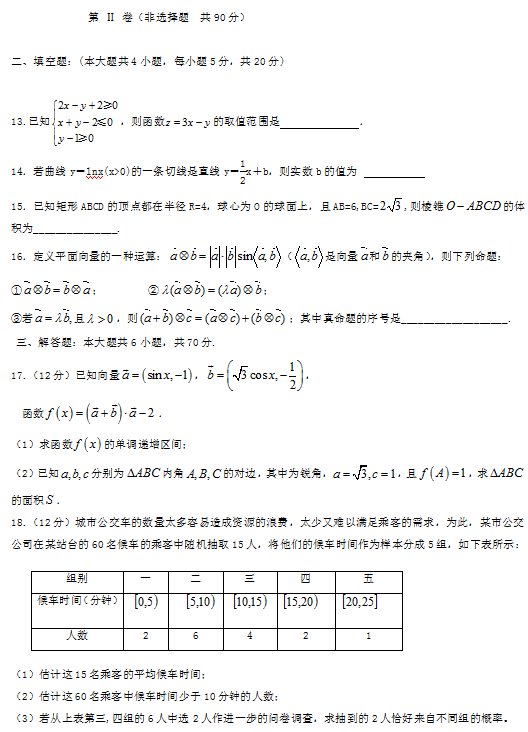 第 II 卷（非选择题 共90分）
二、填空题:（本大题共4小题，每小题5分，共20分）
13.已知{2x－y＋2≥0
x＋y－2≤0
y－1≥0 ，则函数z＝3x－y的取值范围是____________.
14. 若曲线y＝lnx(x>0)的一条切线是直线y＝1/2x＋b，则实数b的值为 __________
15. 已知矩形ABCD的顶点都在半径R=4，球心为O的球面上，且AB=6,BC=2√3,则棱锥O－ABCD的体
积为_______________.
16. 定义平面向量的一种运算：a⃗⊗b⃗＝|a⃗|·|b⃗|sin⟨a⃗,b⃗⟩（⟨a⃗,b⃗⟩是向量a⃗和b⃗的夹角），则下列命题：
①a⃗⊗b⃗＝b⃗⊗a⃗； ②λ(a⃗⊗b⃗)＝(λa⃗)⊗b⃗；
③若a⃗＝λb⃗,且λ＞0，则(a⃗＋b⃗)⊗c⃗＝(a⃗⊗c⃗)＋(b⃗⊗c⃗)；其中真命题的序号是___________________.
三、解答题：本大题共6小题，共70分.
17.（12分）已知向量a⃗＝(sin x,－1)，b⃗＝(√3cos x,－1/2)，
函数f(x)＝(a⃗＋b⃗)·a⃗－2．
（1）求函数f(x)的单调递增区间；
（2）已知a,b,c分别为ΔABC内角A,B,C的对边，其中为锐角，a＝√3,c＝1，且f(A)＝1，求ΔABC
的面积S．
18.（12分）城市公交车的数量太多容易造成资源的浪费，太少又难以满足乘客的需求，为此，某市公交
公司在某站台的60名候车的乘客中随机抽取15人，将他们的候车时间作为样本分成5组，如下表所示：
组别 一 二 三 四 五
候车时间(分钟) [0,5) [5,10) [10,15) [15,20) [20,25]
人数 2 6 4 2 1
（1）估计这15名乘客的平均候车时间；
（2）估计这60名乘客中候车时间少于10分钟的人数；
（3）若从上表第三,四组的6人中选2人作进一步的问卷调查，求抽到的2人恰好来自不同组的概率。